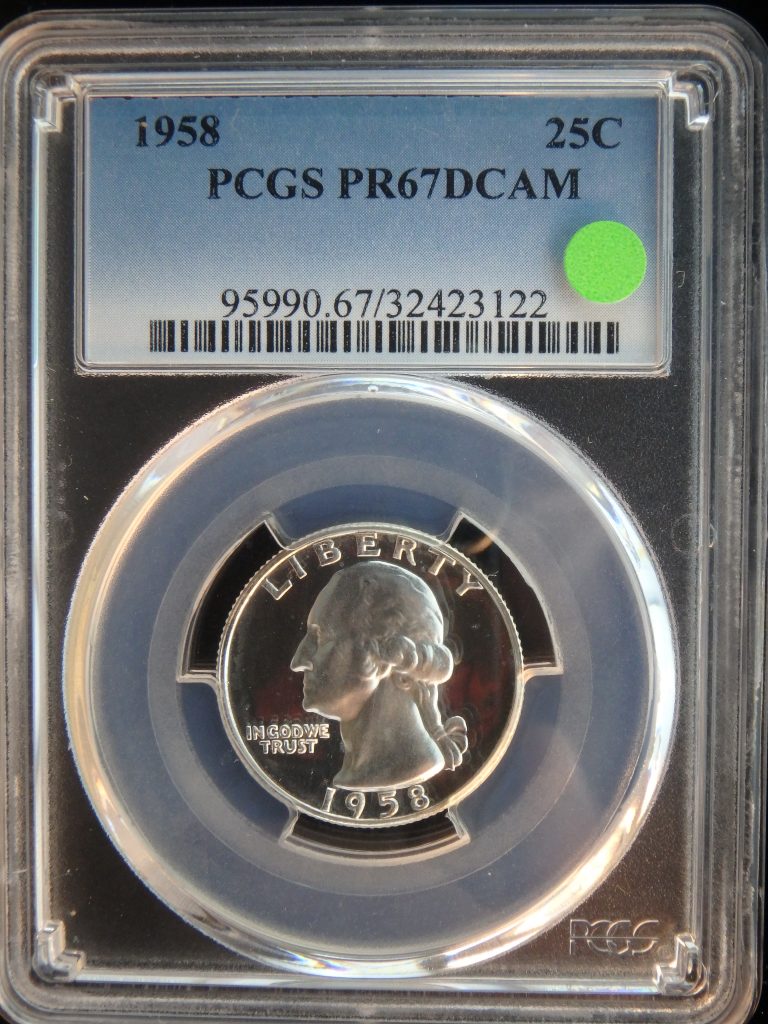 1958 25C
PCGS PR67DCAM
95990.67/32423122
LIBERTY
IN GOD WE
TRUST
1958
PCGS